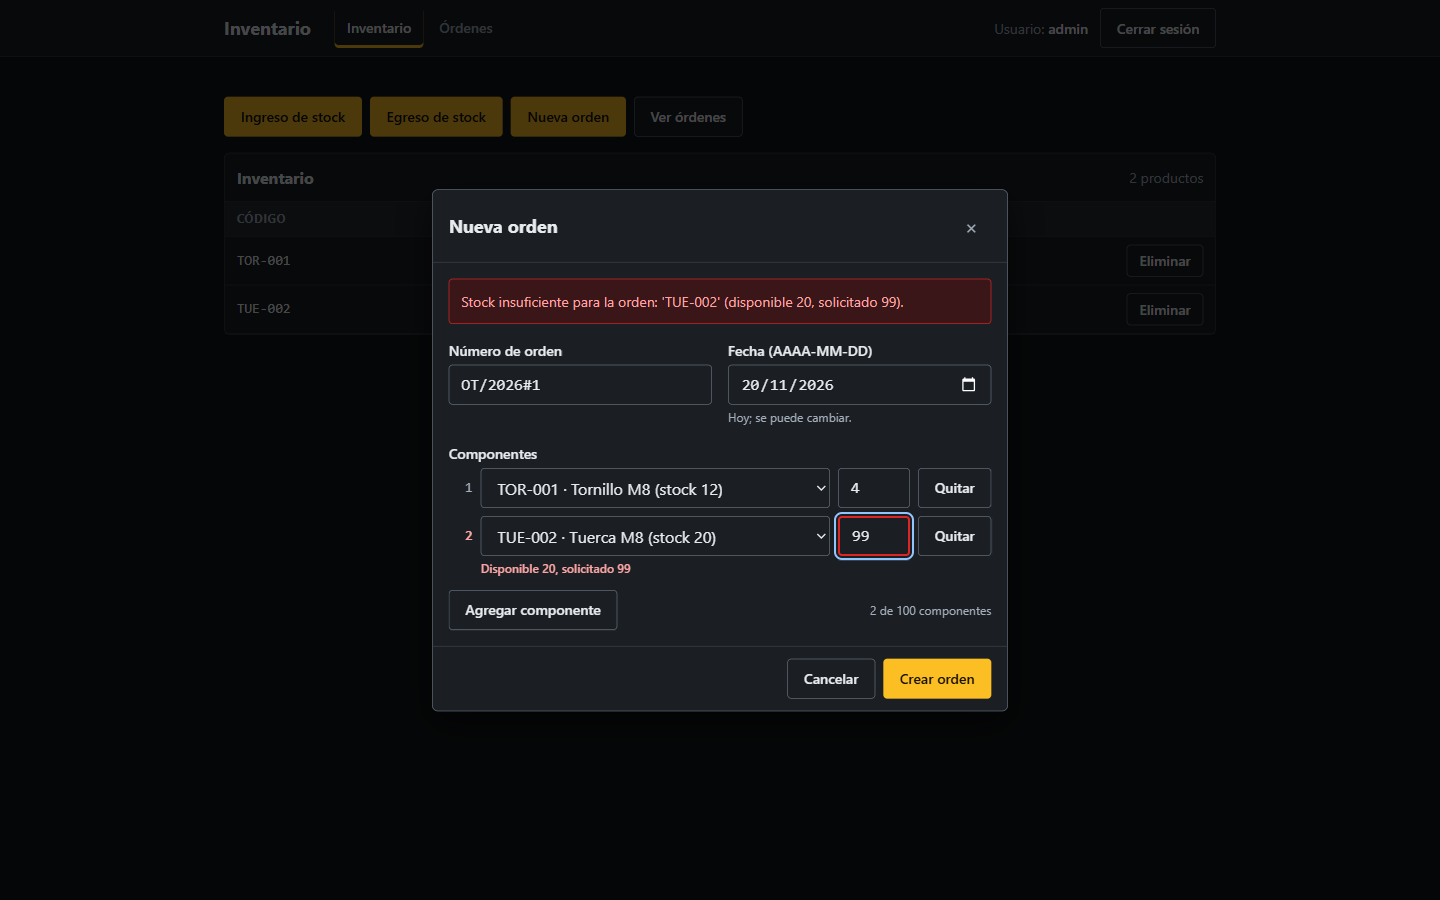 Inventario Inventario Órdenes Usuario: admin Cerrar sesión
Ingreso de stock Egreso de stock Nueva orden Ver órdenes
Inventario 2 productos
CÓDIGO
TOR-001 Eliminar
TUE-002 Eliminar
Nueva orden ×
Stock insuficiente para la orden: 'TUE-002' (disponible 20, solicitado 99).
Número de orden Fecha (AAAA-MM-DD)
OT/2026#1 20/11/2026
Hoy; se puede cambiar.
Componentes
1 TOR-001 · Tornillo M8 (stock 12) 4 Quitar
2 TUE-002 · Tuerca M8 (stock 20) 99 Quitar
Disponible 20, solicitado 99
Agregar componente 2 de 100 componentes
Cancelar Crear orden